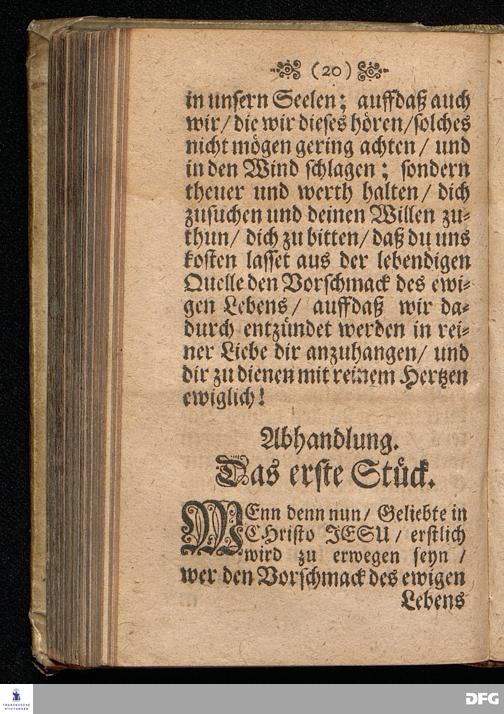 (20)
in unsern Seelen; auffdaß auch
wir/ die wir dieses hören/ solches
nicht mögen gering achten/ und
in den Wind schlagen; sondern
theuer und werth halten/ dich
zusuchen und deinen Willen zu-
thun/ dich zu bitten/ daß du uns
kosten lassest aus der lebendigen
Quelle den Vorschmack des ewi-
gen Lebens/ auffdaß wir da-
durch entzündet werden in rei-
ner Liebe dir anzuhangen/ und
dir zu dienen mit reinem Hertzen
ewiglich!
Abhandlung.
Das erste Stück.
WEnn denn nun/ Geliebte in
CHristo JESU/ erstlich
wird zu erwegen seyn/
wer den Vorschmack des ewigen
Lebens
FRANCKESCHE
STIFTUNGEN
DFG